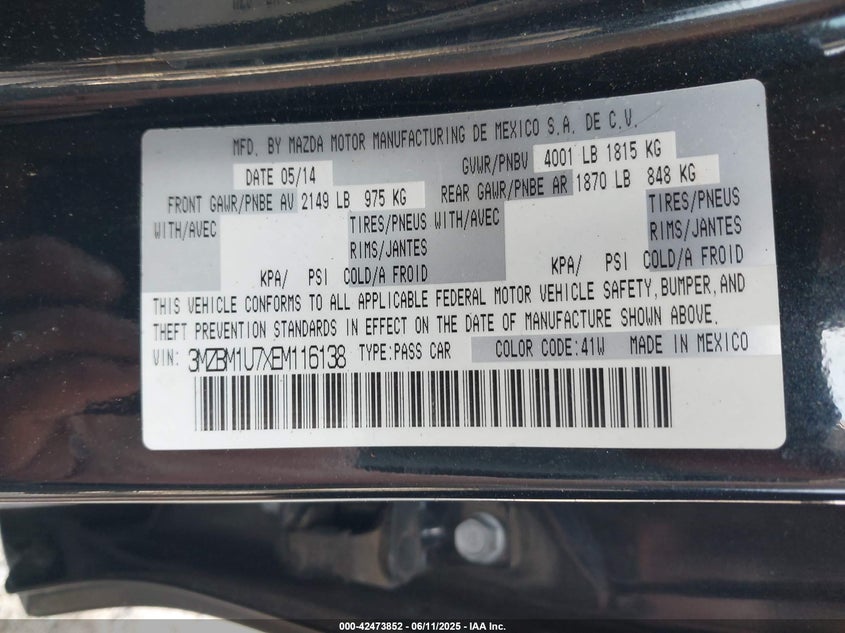 MFD. BY MAZDA MOTOR MANUFACTURING DE MEXICO S.A. DE C.V.
DATE 05/14 GVWR/PNBV 4001 LB 1815 KG
FRONT GAWR/PNBE AV 2149 LB 975 KG REAR GAWR/PNBE AR 1870 LB 848 KG
WITH/AVEC TIRES/PNEUS WITH/AVEC TIRES/PNEUS
RIMS/JANTES RIMS/JANTES
KPA/ PSI COLD/A FROID KPA/ PSI COLD/A FROID
THIS VEHICLE CONFORMS TO ALL APPLICABLE FEDERAL MOTOR VEHICLE SAFETY, BUMPER, AND
THEFT PREVENTION STANDARDS IN EFFECT ON THE DATE OF MANUFACTURE SHOWN ABOVE.
VIN: 3MZBM1U7XEM116138 TYPE:PASS CAR COLOR CODE:41W MADE IN MEXICO
000-42473852 - 06/11/2025 - IAA Inc.